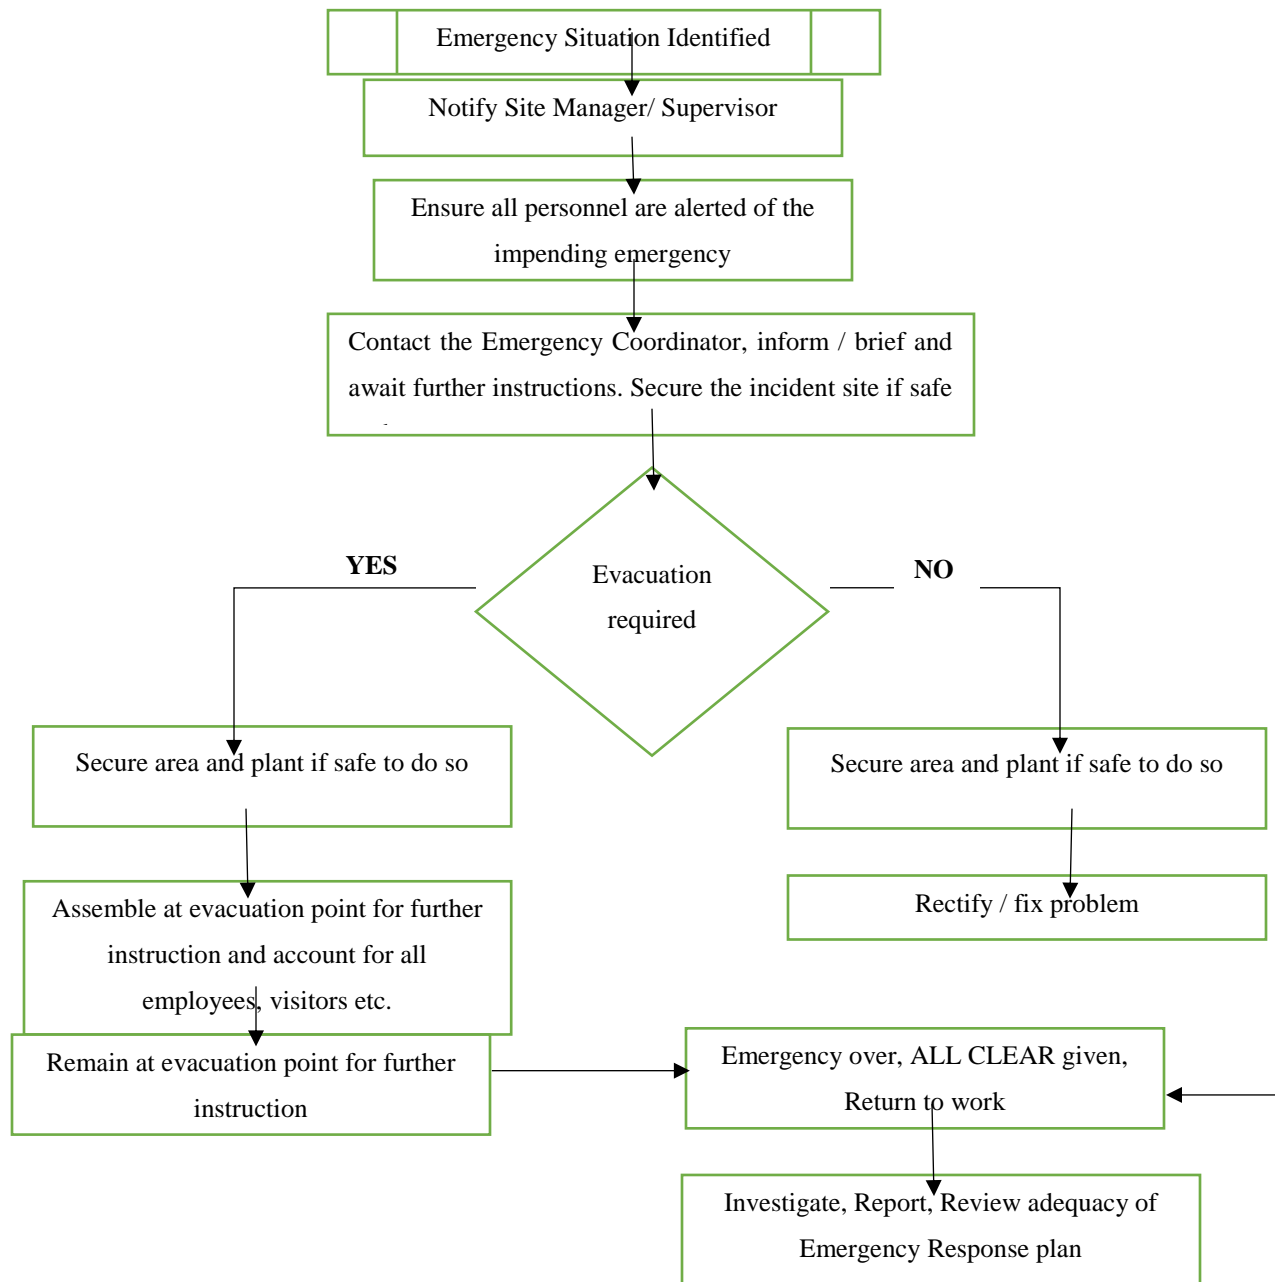 Emergency Situation Identified
Notify Site Manager/ Supervisor
Ensure all personnel are alerted of the
impending emergency
Contact the Emergency Coordinator, inform / brief and
await further instructions. Secure the incident site if safe
Evacuation
required
YES
NO
Secure area and plant if safe to do so
Assemble at evacuation point for further
instruction and account for all
employees, visitors etc.
Remain at evacuation point for further
instruction
Secure area and plant if safe to do so
Rectify / fix problem
Emergency over, ALL CLEAR given,
Return to work
Investigate, Report, Review adequacy of
Emergency Response plan